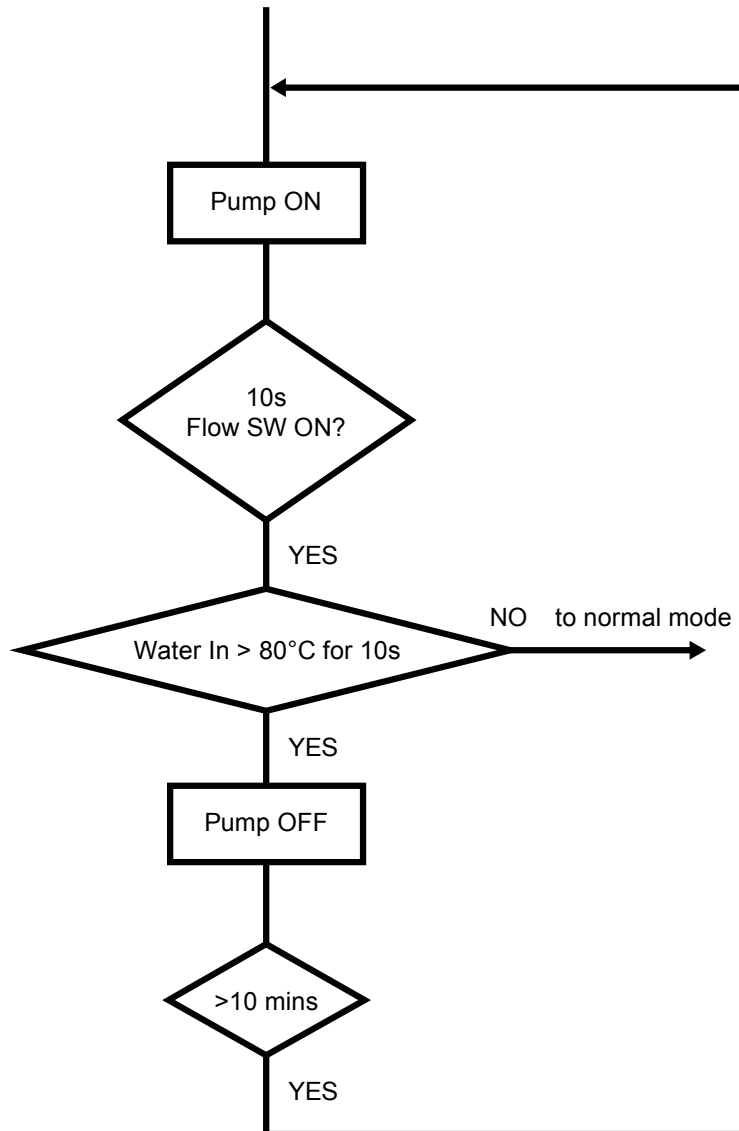 Pump ON
10s
Flow SW ON?
YES
NO to normal mode
Water In > 80°C for 10s
YES
Pump OFF
>10 mins
YES